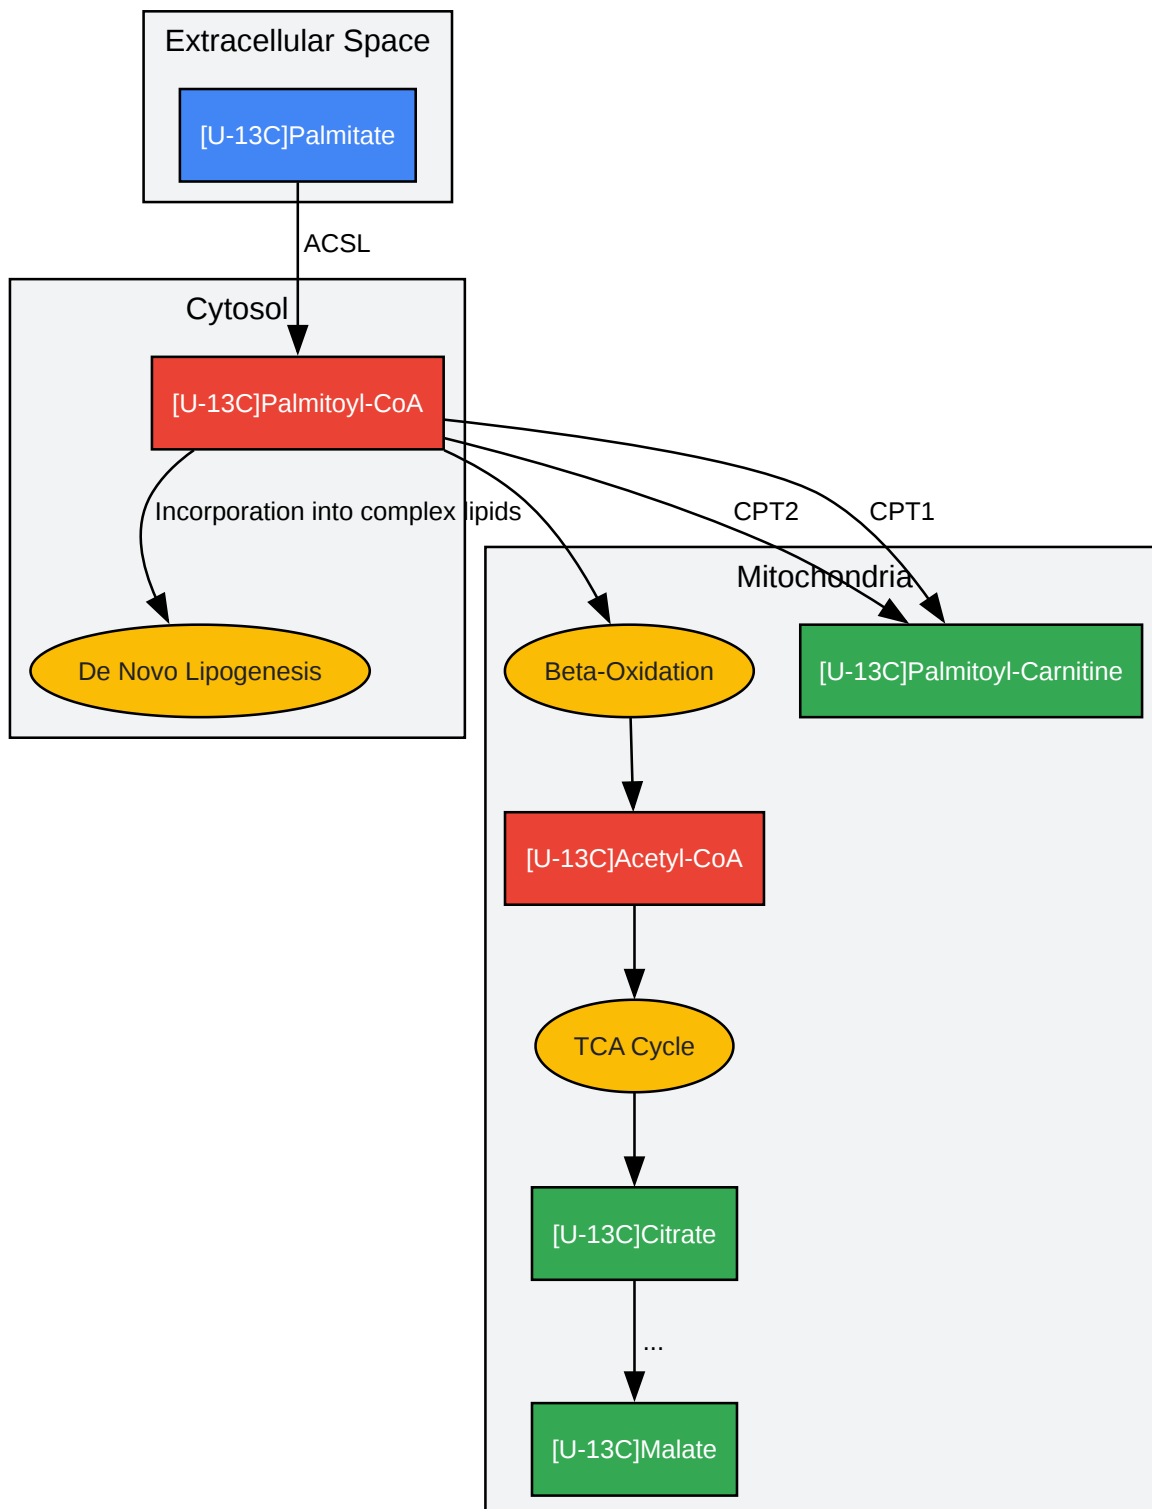 Extracellular Space
[U-13C]Palmitate
ACSL
Cytosol
[U-13C]Palmitoyl-CoA
Incorporation into complex lipids
CPT2
CPT1
Mitochondria
De Novo Lipogenesis
Beta-Oxidation
[U-13C]Palmitoyl-Carnitine
[U-13C]Acetyl-CoA
TCA Cycle
[U-13C]Citrate
...
[U-13C]Malate